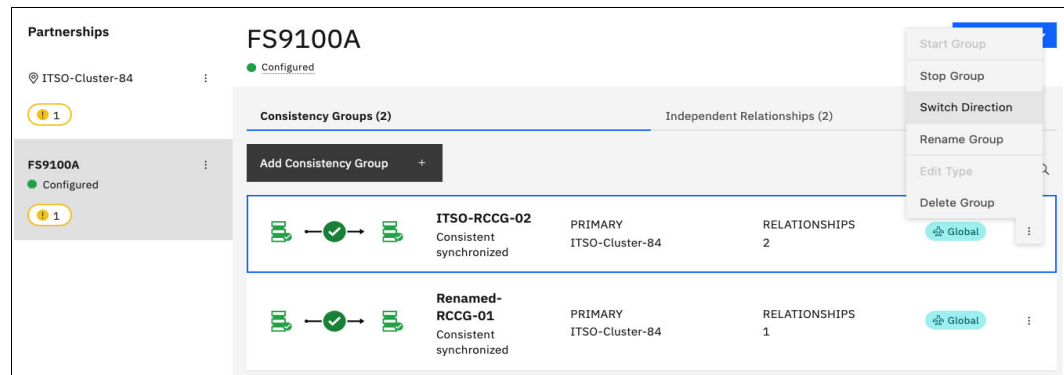 Partnerships
ITSO-Cluster-84
1
FS9100A
Configured
1
FS9100A
Configured
Consistency Groups (2)
Independent Relationships (2)
Add Consistency Group +
Start Group
Stop Group
Switch Direction
Rename Group
Edit Type
Delete Group
ITSO-RCCG-02
Consistent
synchronized
PRIMARY
ITSO-Cluster-84
RELATIONSHIPS
2
Global
Renamed-
RCCG-01
Consistent
synchronized
PRIMARY
ITSO-Cluster-84
RELATIONSHIPS
1
Global